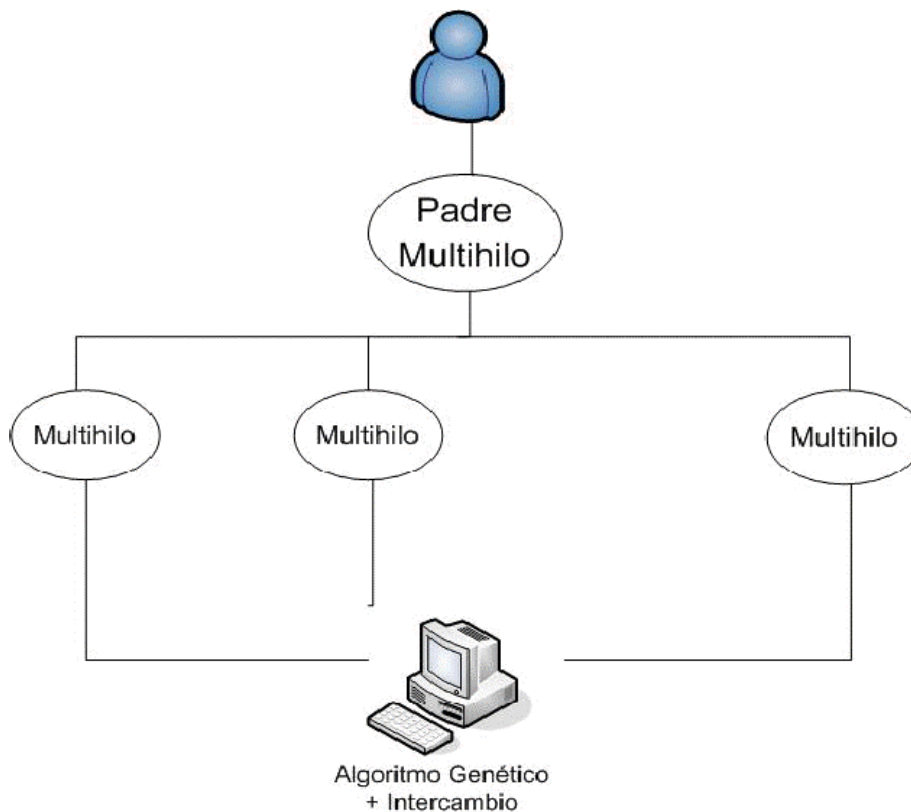 Padre
Multihilo
Multihilo
Multihilo
Multihilo
Algoritmo Genético
+ Intercambio